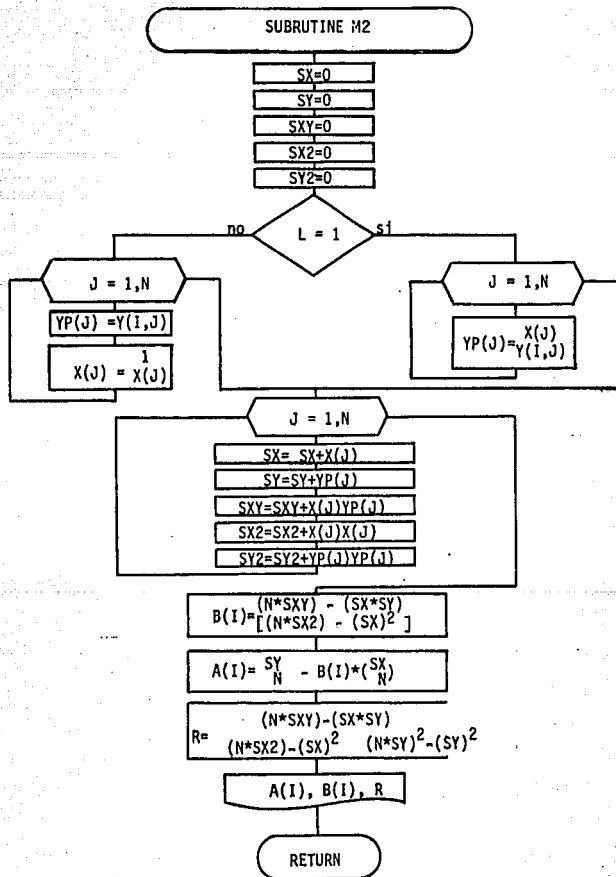 SUBRUTINE M2
SX=0
SY=0
SXY=0
SX2=0
SY2=0
no
L = 1
si
J = 1,N
YP(J) =Y(I,J)
1
X(J) = X(J)
J = 1,N
X(J)
YP(J)=Y(I,J)
J = 1,N
SX= SX+X(J)
SY=SY+YP(J)
SXY=SXY+X(J)YP(J)
SX2=SX2+X(J)X(J)
SY2=SY2+YP(J)YP(J)
(N*SXY) - (SX*SY)
B(I)=
[(N*SX2) - (SX)² ]
A(I)= SY - B(I)*(SX)
N N
(N*SXY)-(SX*SY)
R=
(N*SX2)-(SX)² (N*SY)²-(SY)²
A(I), B(I), R
RETURN